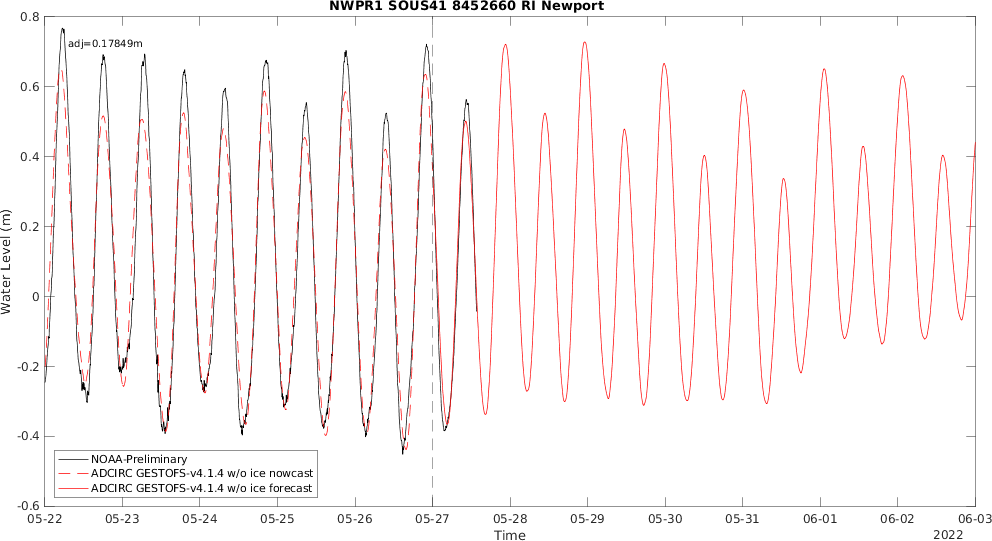 NWPR1 SOUS41 8452660 RI Newport
adj=0.17849m
Water Level (m)
0.8
0.6
0.4
0.2
0
-0.2
-0.4
-0.6
NOAA-Preliminary
ADCIRC GESTOFS-v4.1.4 w/o ice nowcast
ADCIRC GESTOFS-v4.1.4 w/o ice forecast
05-22 05-23 05-24 05-25 05-26 05-27 05-28 05-29 05-30 05-31 06-01 06-02 06-03
Time
2022